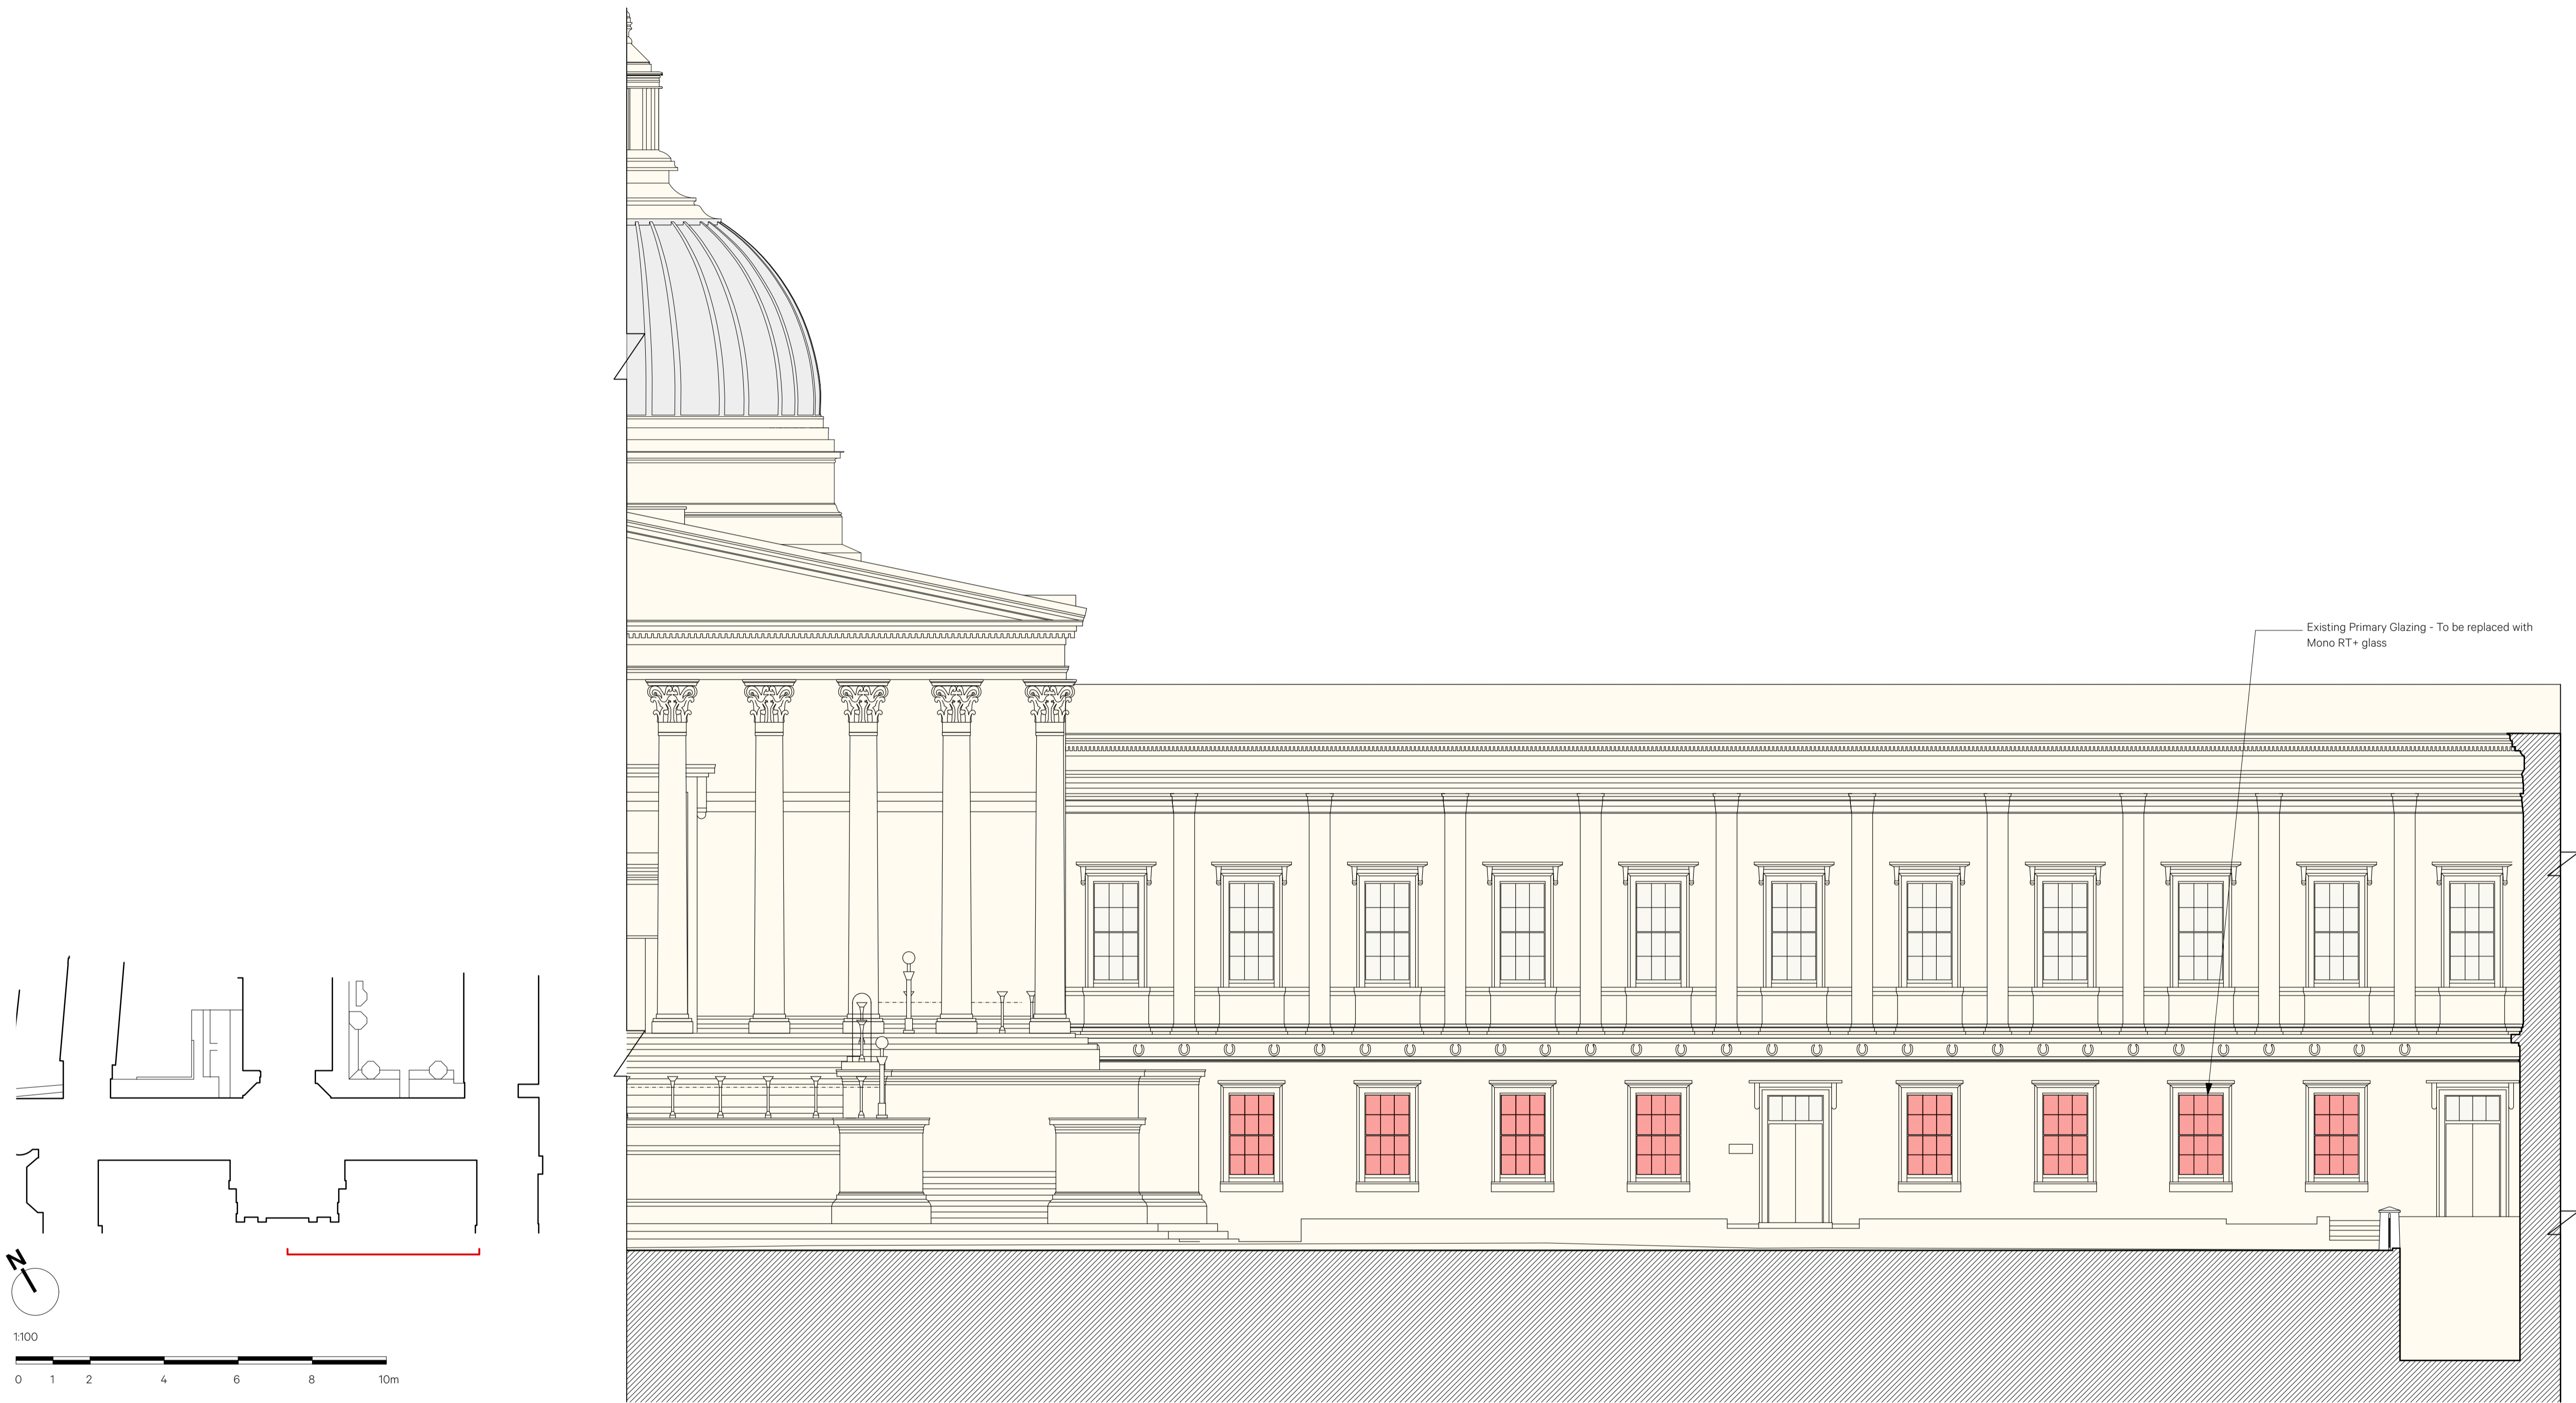 Existing Primary Glazing - To be replaced with
Mono RT+ glass
N
1:100
0 1 2 4 6 8 10m